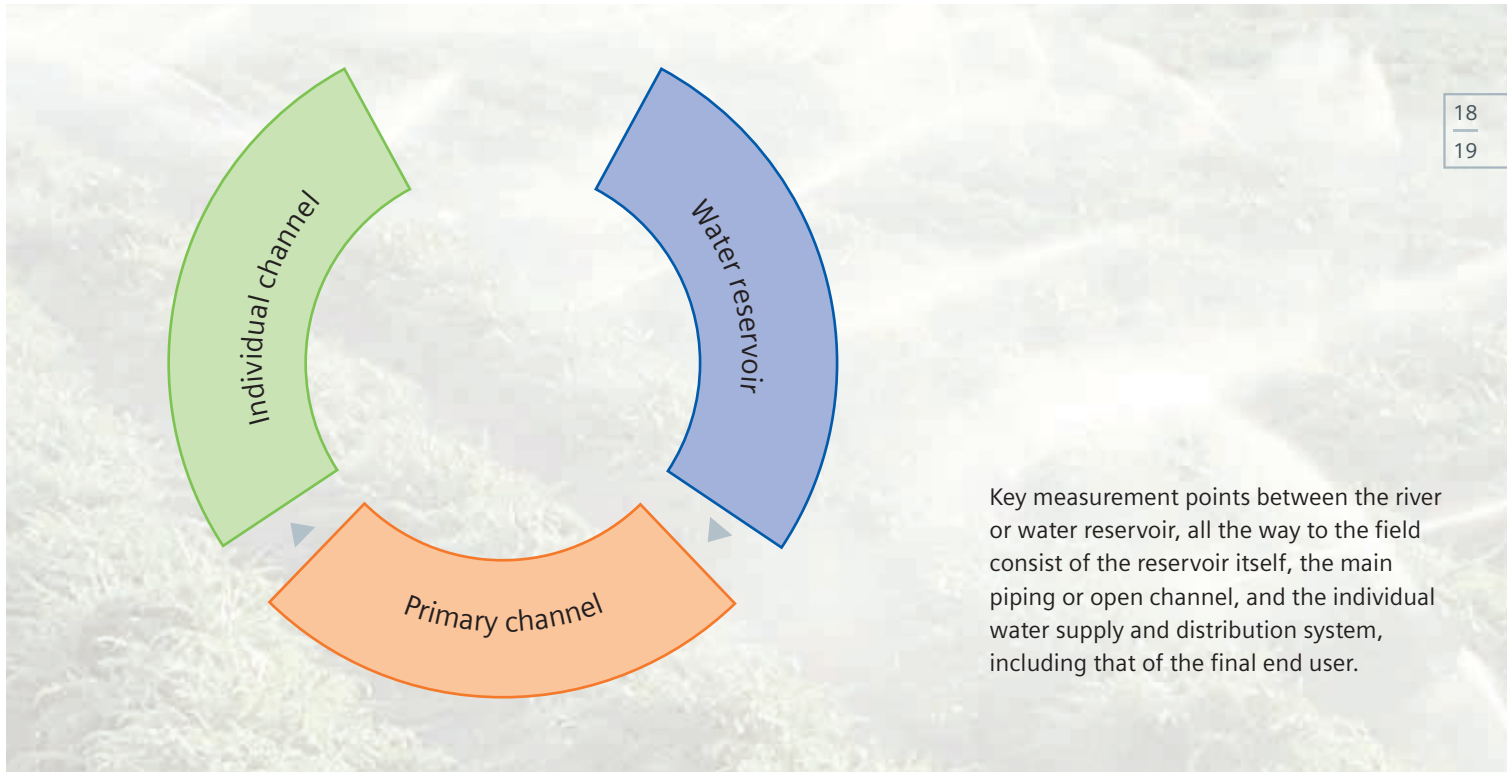 18
19
Individual channel
Water reservoir
Primary channel
Key measurement points between the river
or water reservoir, all the way to the field
consist of the reservoir itself, the main
piping or open channel, and the individual
water supply and distribution system,
including that of the final end user.